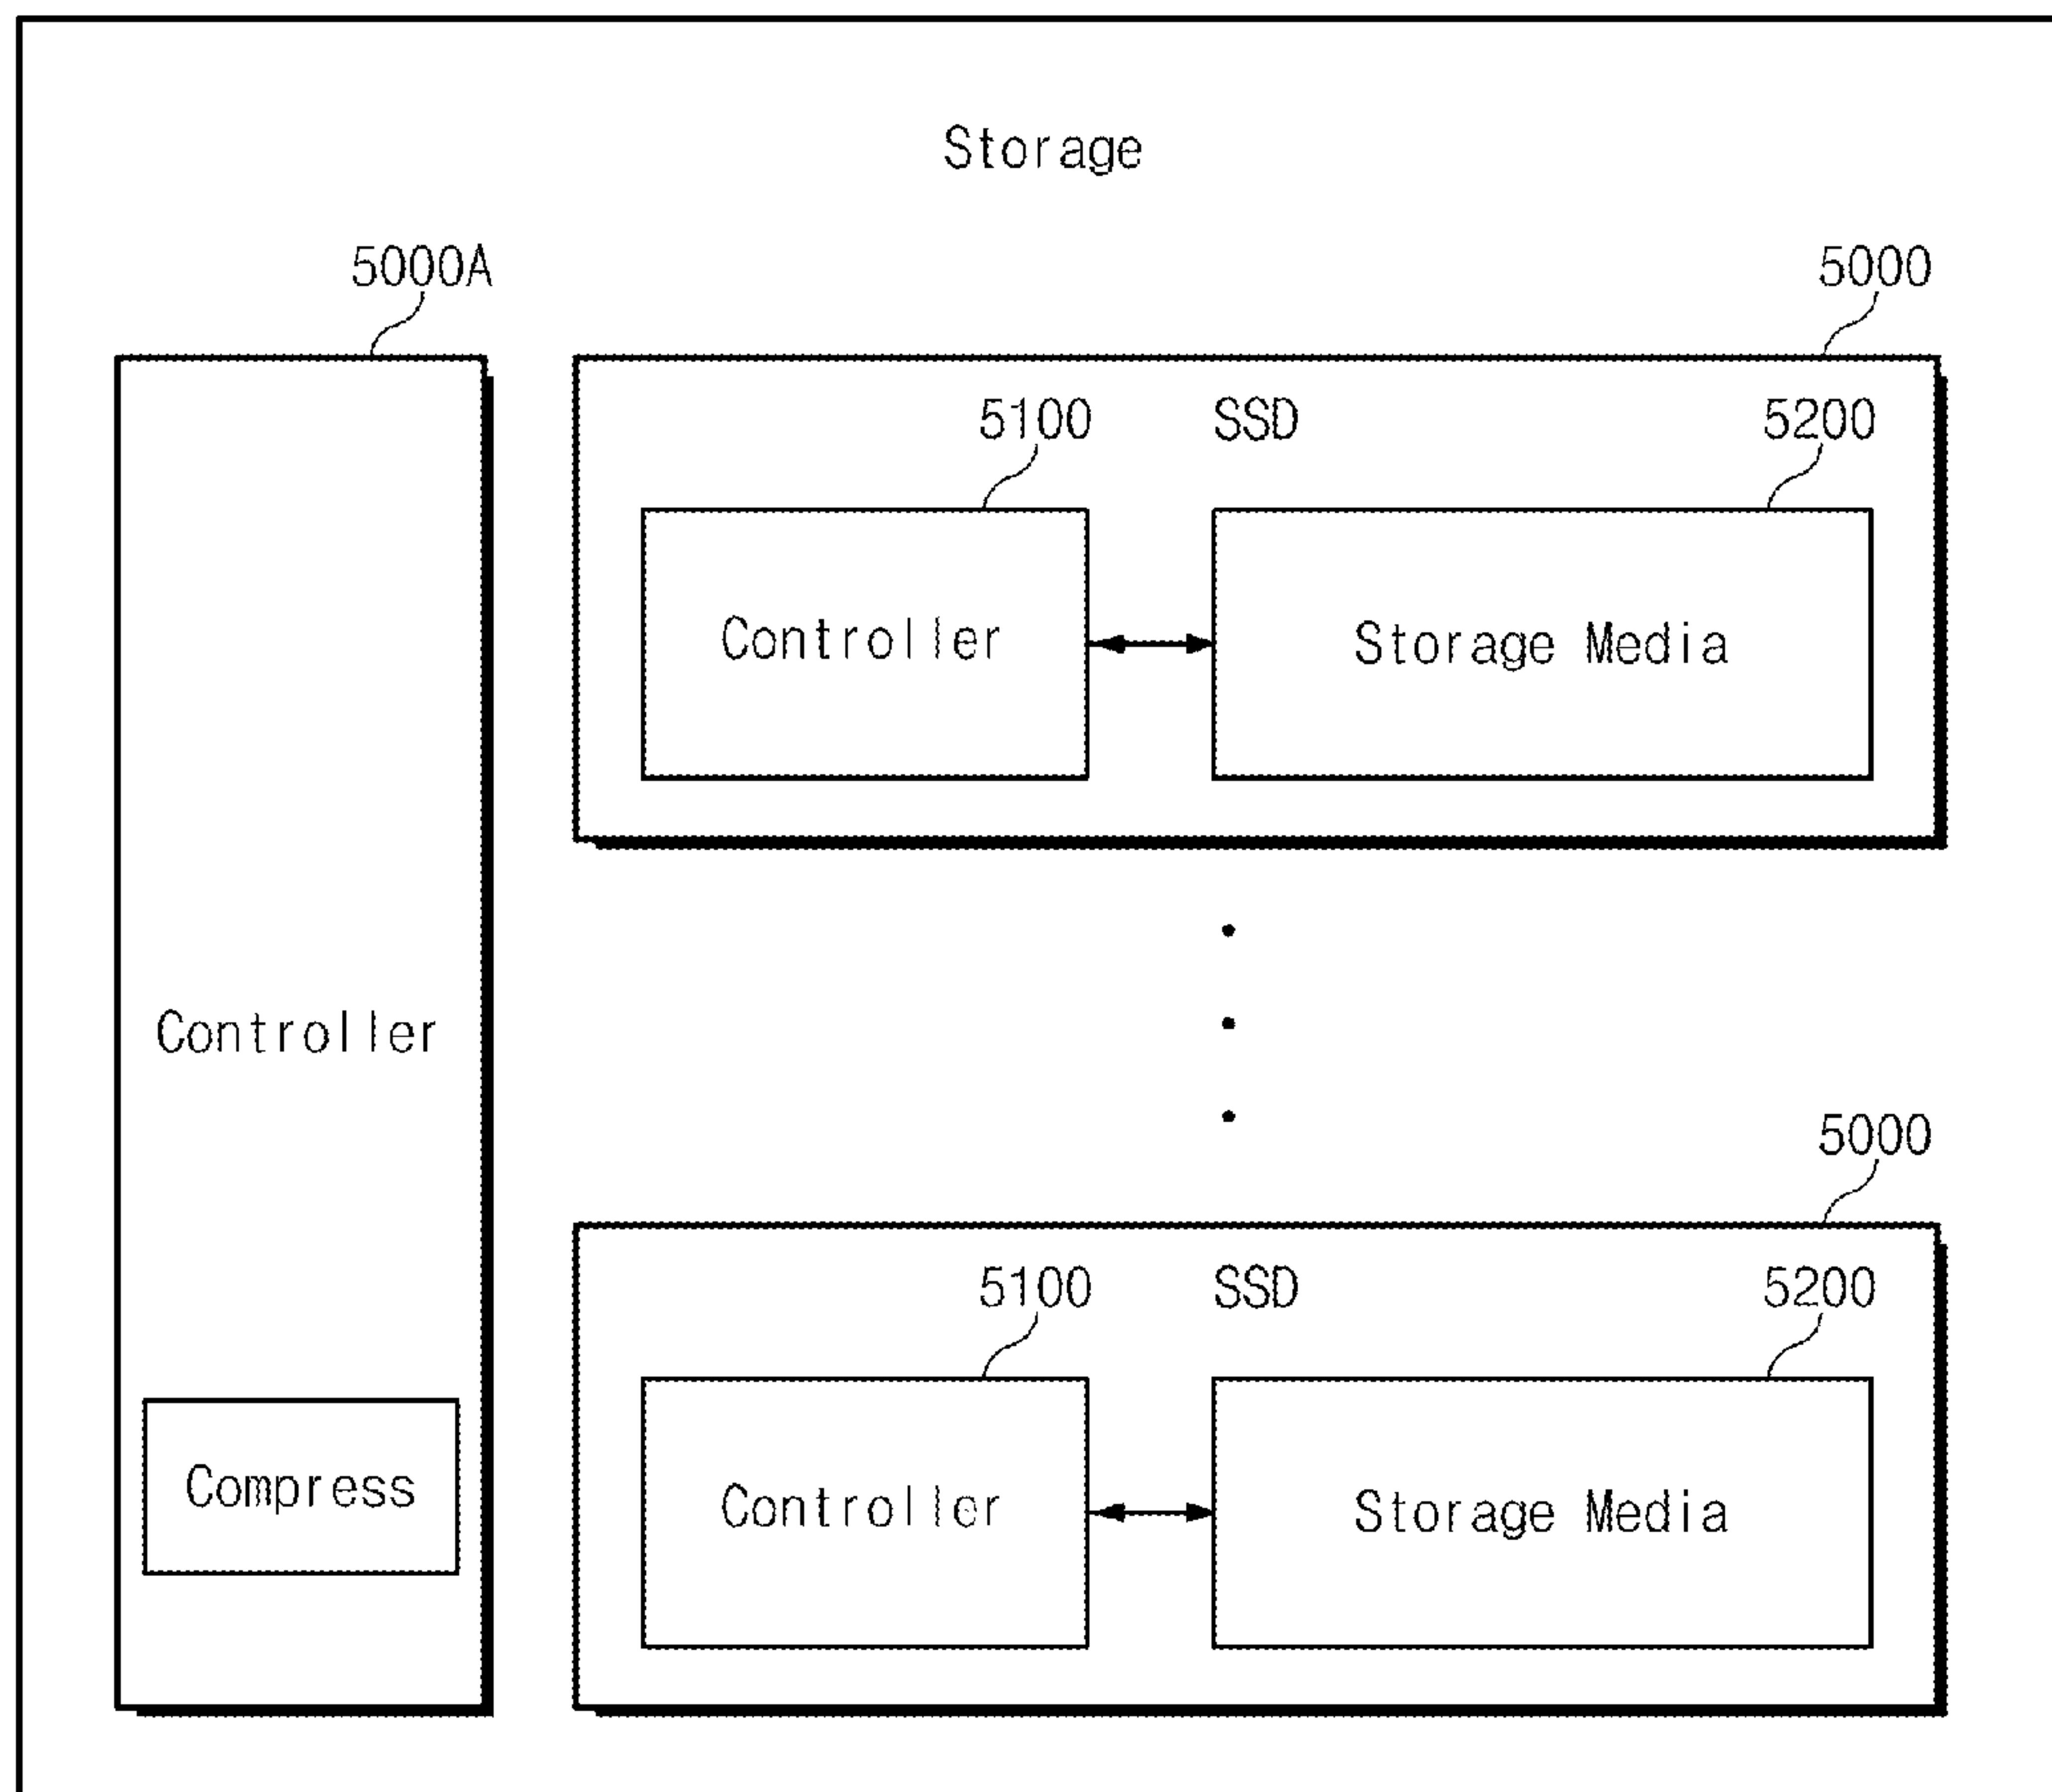 Storage
5000A
5000
5100 SSD 5200
Controller
Storage Media
Controller
5000
5100 SSD 5200
Compress
Controller
Storage Media